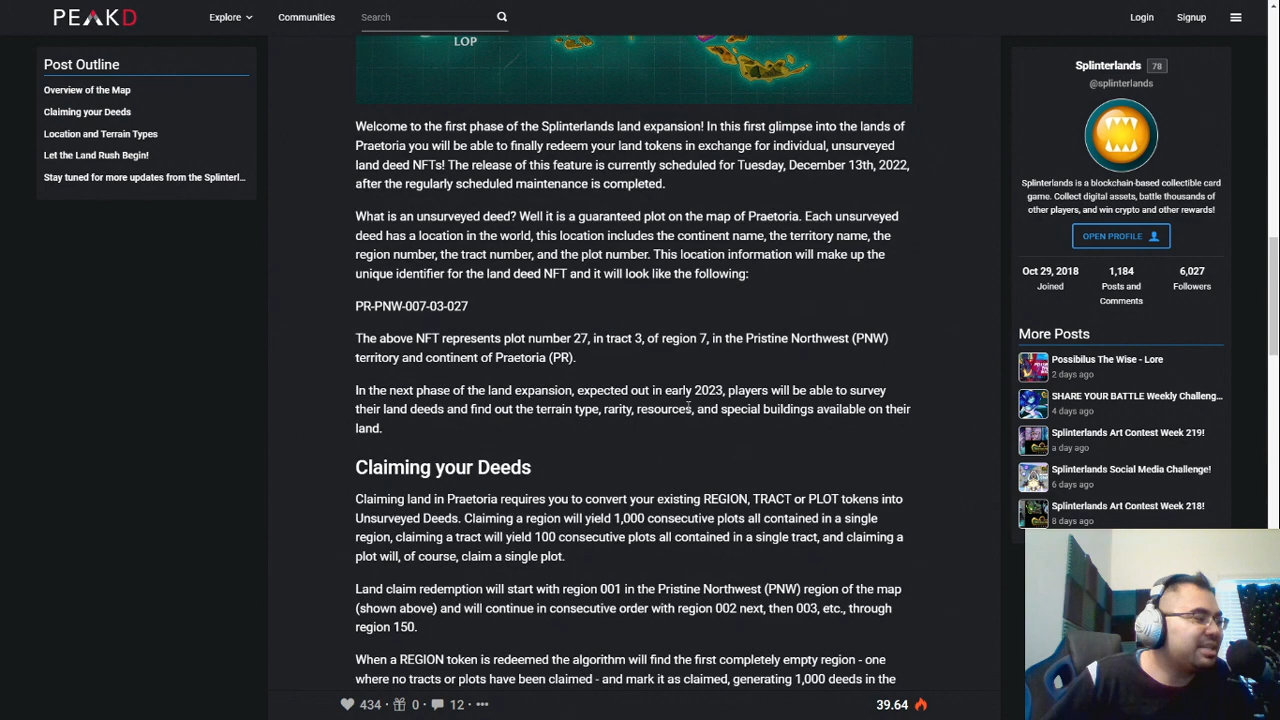 PEAKD
Explore
Communities
Search
Login
Signup
Post Outline
Overview of the Map
Claiming your Deeds
Location and Terrain Types
Let the Land Rush Begin!
Stay tuned for more updates from the Splinterl...
LOP
Welcome to the first phase of the Splinterlands land expansion! In this first glimpse into the lands of
Praetoria you will be able to finally redeem your land tokens in exchange for individual, unsurveyed
land deed NFTs! The release of this feature is currently scheduled for Tuesday, December 13th, 2022,
after the regularly scheduled maintenance is completed.
What is an unsurveyed deed? Well it is a guaranteed plot on the map of Praetoria. Each unsurveyed
deed has a location in the world, this location includes the continent name, the territory name, the
region number, the tract number, and the plot number. This location information will make up the
unique identifier for the land deed NFT and it will look like the following:
PR-PNW-007-03-027
The above NFT represents plot number 27, in tract 3, of region 7, in the Pristine Northwest (PNW)
territory and continent of Praetoria (PR).
In the next phase of the land expansion, expected out in early 2023, players will be able to survey
their land deeds and find out the terrain type, rarity, resources, and special buildings available on their
land.
Claiming your Deeds
Claiming land in Praetoria requires you to convert your existing REGION, TRACT or PLOT tokens into
Unsurveyed Deeds. Claiming a region will yield 1,000 consecutive plots all contained in a single
region, claiming a tract will yield 100 consecutive plots all contained in a single tract, and claiming a
plot will, of course, claim a single plot.
Land claim redemption will start with region 001 in the Pristine Northwest (PNW) region of the map
(shown above) and will continue in consecutive order with region 002 next, then 003, etc., through
region 150.
When a REGION token is redeemed the algorithm will find the first completely empty region - one
where no tracts or plots have been claimed - and mark it as claimed, generating 1,000 deeds in the
434 · 0 · 12 ·
39.64
Splinterlands 78
@splinterlands
Splinterlands is a blockchain-based collectible card
game. Collect digital assets, battle thousands of
other players, and win crypto and other rewards!
OPEN PROFILE
Oct 29, 2018 1,184 6,027
Joined Posts and Followers
Comments
More Posts
Possibilus The Wise - Lore
2 days ago
SHARE YOUR BATTLE Weekly Challeng...
4 days ago
Splinterlands Art Contest Week 219!
a day ago
Splinterlands Social Media Challenge!
6 days ago
Splinterlands Art Contest Week 218!
8 days ago